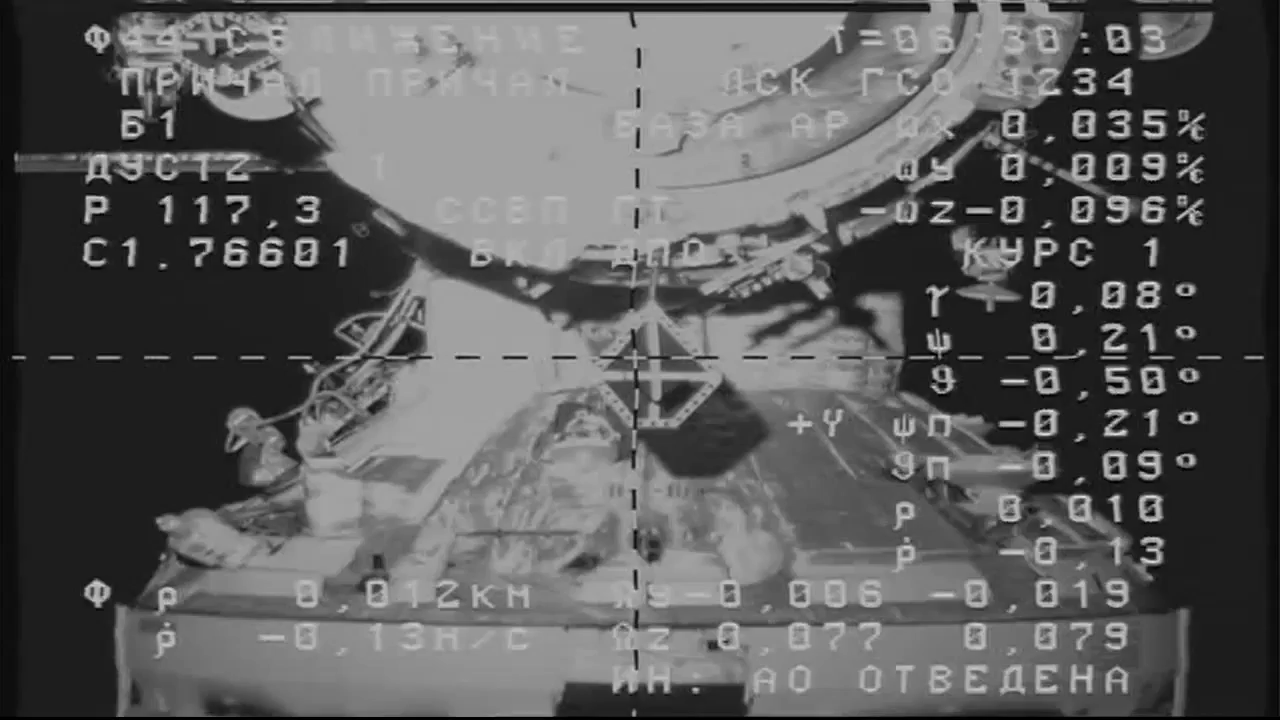 Ф44 СБЛИЖЕНИЕ T=06:30:03
ПРИЧАЛ ПРИЧАЛ ЛСК ГСО 1234
Б1 БАЗА АР ωX 0,035%
ДУС1Z 1 ωY 0,009%
Р 117,3 ССВП ПТ -ωZ-0,096%
С1.76601 ВКЛ ДПО КУРС 1
γ 0,08°
ψ 0,21°
ϑ -0,50°
+Y ψп -0,21°
ϑп -0,09°
ρ 0,010
ρ̇ -0,13
Ф ρ 0,012км Ωy-0,006 -0,019
ρ̇ -0,13м/с Ωz 0,077 0,079
ИН: АО ОТВЕДЕНА